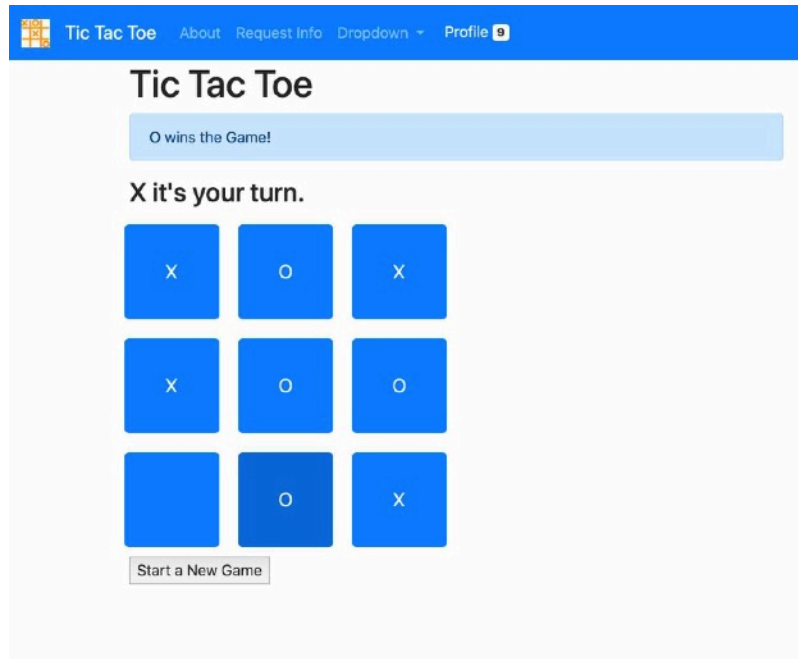 Tic Tac Toe About Request Info Dropdown Profile 9
Tic Tac Toe
O wins the Game!
X it's your turn.
X O X
X O O
O X
Start a New Game